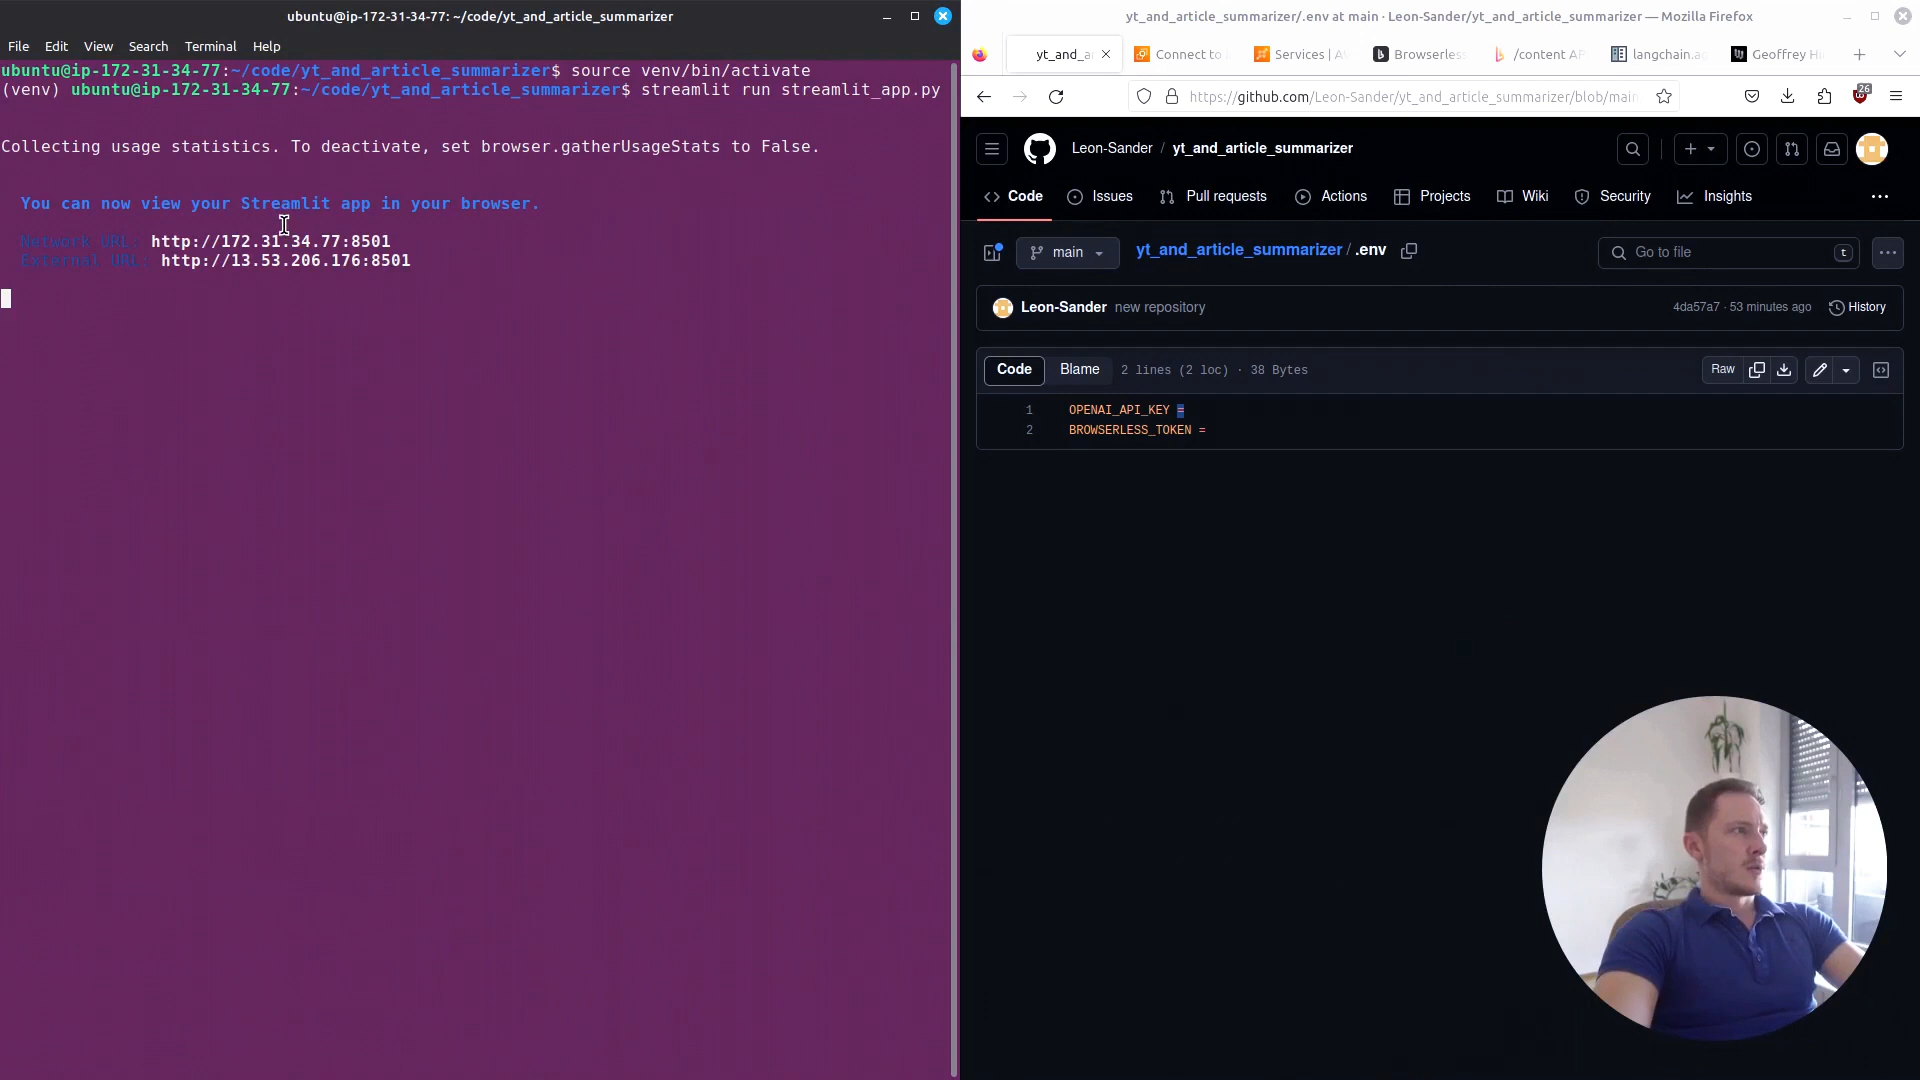 ubuntu@ip-172-31-34-77: ~/code/yt_and_article_summarizer
File Edit View Search Terminal Help
ubuntu@ip-172-31-34-77:~/code/yt_and_article_summarizer$ source venv/bin/activate
(venv) ubuntu@ip-172-31-34-77:~/code/yt_and_article_summarizer$ streamlit run streamlit_app.py
Collecting usage statistics. To deactivate, set browser.gatherUsageStats to False.
You can now view your Streamlit app in your browser.
Network URL: http://172.31.34.77:8501
External URL: http://13.53.206.176:8501
yt_and_article_summarizer/.env at main · Leon-Sander/yt_and_article_summarizer — Mozilla Firefox
yt_and_a
Connect to
Services | A
Browserless
/content AP
langchain.a
Geoffrey Hi
https://github.com/Leon-Sander/yt_and_article_summarizer/blob/main
26
Leon-Sander / yt_and_article_summarizer
Code Issues Pull requests Actions Projects Wiki Security Insights
main
yt_and_article_summarizer / .env
Go to file t
Leon-Sander new repository 4da57a7 · 53 minutes ago History
Code Blame 2 lines (2 loc) · 38 Bytes Raw
1 OPENAI_API_KEY =
2 BROWSERLESS_TOKEN =